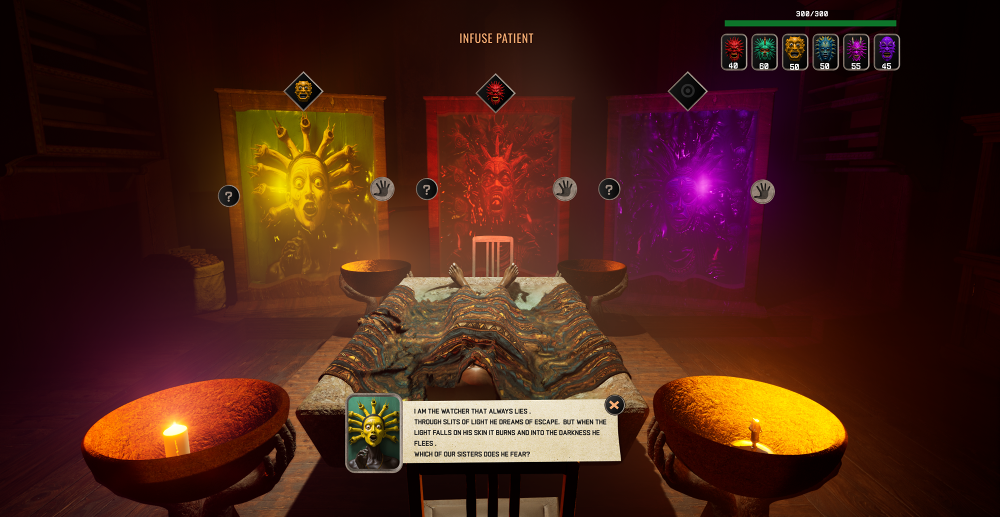 300/300
INFUSE PATIENT
40 60 50 50 55 45
?
?
?
I AM THE WATCHER THAT ALWAYS LIES .
THROUGH SLITS OF LIGHT HE DREAMS OF ESCAPE. BUT WHEN THE
LIGHT FALLS ON HIS SKIN IT BURNS AND INTO THE DARKNESS HE
FLEES .
WHICH OF OUR SISTERS DOES HE FEAR?